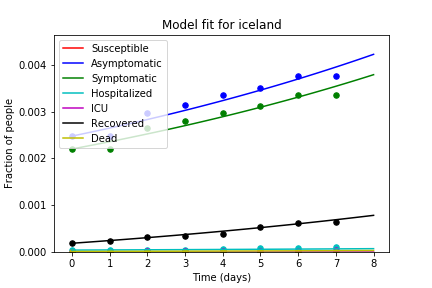 Model fit for iceland
Susceptible
Asymptomatic
Symptomatic
Hospitalized
ICU
Recovered
Dead
Fraction of people
0.004
0.003
0.002
0.001
0.000
0 1 2 3 4 5 6 7 8
Time (days)